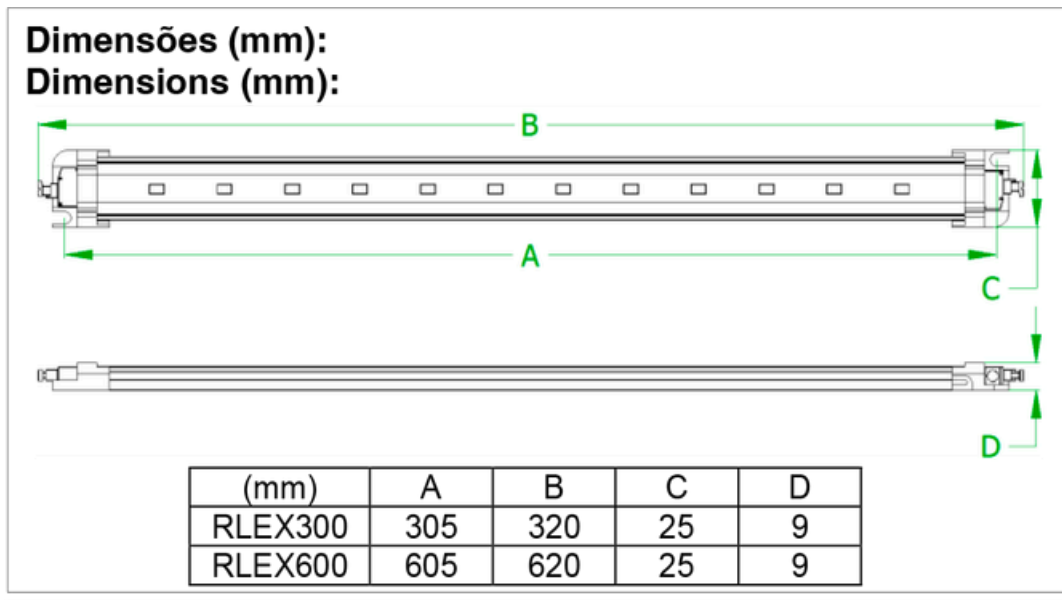 Dimensões (mm):
Dimensions (mm):
B
A
C
D
(mm) A B C D
RLEX300 305 320 25 9
RLEX600 605 620 25 9